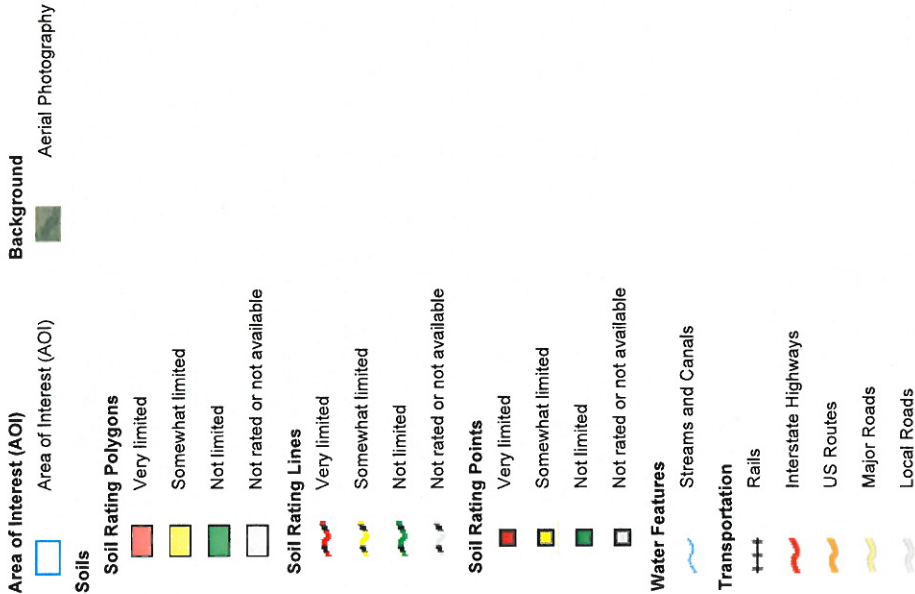 Area of Interest (AOI)
Area of Interest (AOI)
Soils
Soil Rating Polygons
Very limited
Somewhat limited
Not limited
Not rated or not available
Soil Rating Lines
Very limited
Somewhat limited
Not limited
Not rated or not available
Soil Rating Points
Very limited
Somewhat limited
Not limited
Not rated or not available
Water Features
Streams and Canals
Transportation
Rails
Interstate Highways
US Routes
Major Roads
Local Roads
Background
Aerial Photography